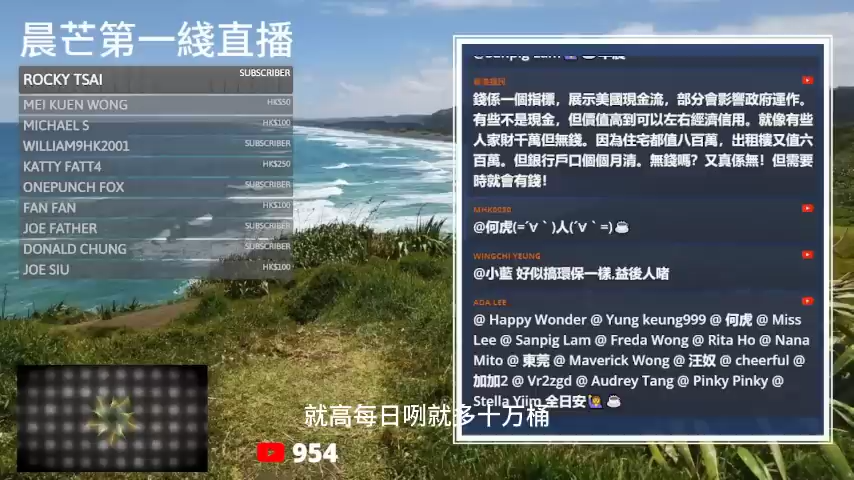 晨芒第一綫直播
ROCKY TSAI SUBSCRIBER
MEI KUEN WONG HK$50
MICHAEL S HK$100
WILLIAM9HK2001 SUBSCRIBER
KATTY FATT4 HK$250
ONEPUNCH FOX SUBSCRIBER
FAN FAN HK$100
JOE FATHER SUBSCRIBER
DONALD CHUNG SUBSCRIBER
JOE SIU HK$100
錢係一個指標，展示美國現金流，部分會影響政府運作。
有些不是現金，但價值高到可以左右經濟信用。就像有些
人家財千萬但無錢。因為住宅都值八百萬，出租樓又值六
百萬。但銀行戶口個個月清。無錢嗎？又真係無！但需要
時就會有錢！
@何虎(=´∀｀)人(´∀｀=)☕
WINGCHI YEUNG
@小藍 好似搞環保一樣,益後人啫
ADA LEE
@ Happy Wonder @ Yung keung999 @ 何虎 @ Miss
Lee @ Sanpig Lam @ Freda Wong @ Rita Ho @ Nana
Mito @ 東莞 @ Maverick Wong @ 汪奴 @ cheerful @
加加2 @ Vr2zgd @ Audrey Tang @ Pinky Pinky @
Stella Yjim 全日安🙋‍♀️☕
就高每日咧就多十万桶
954